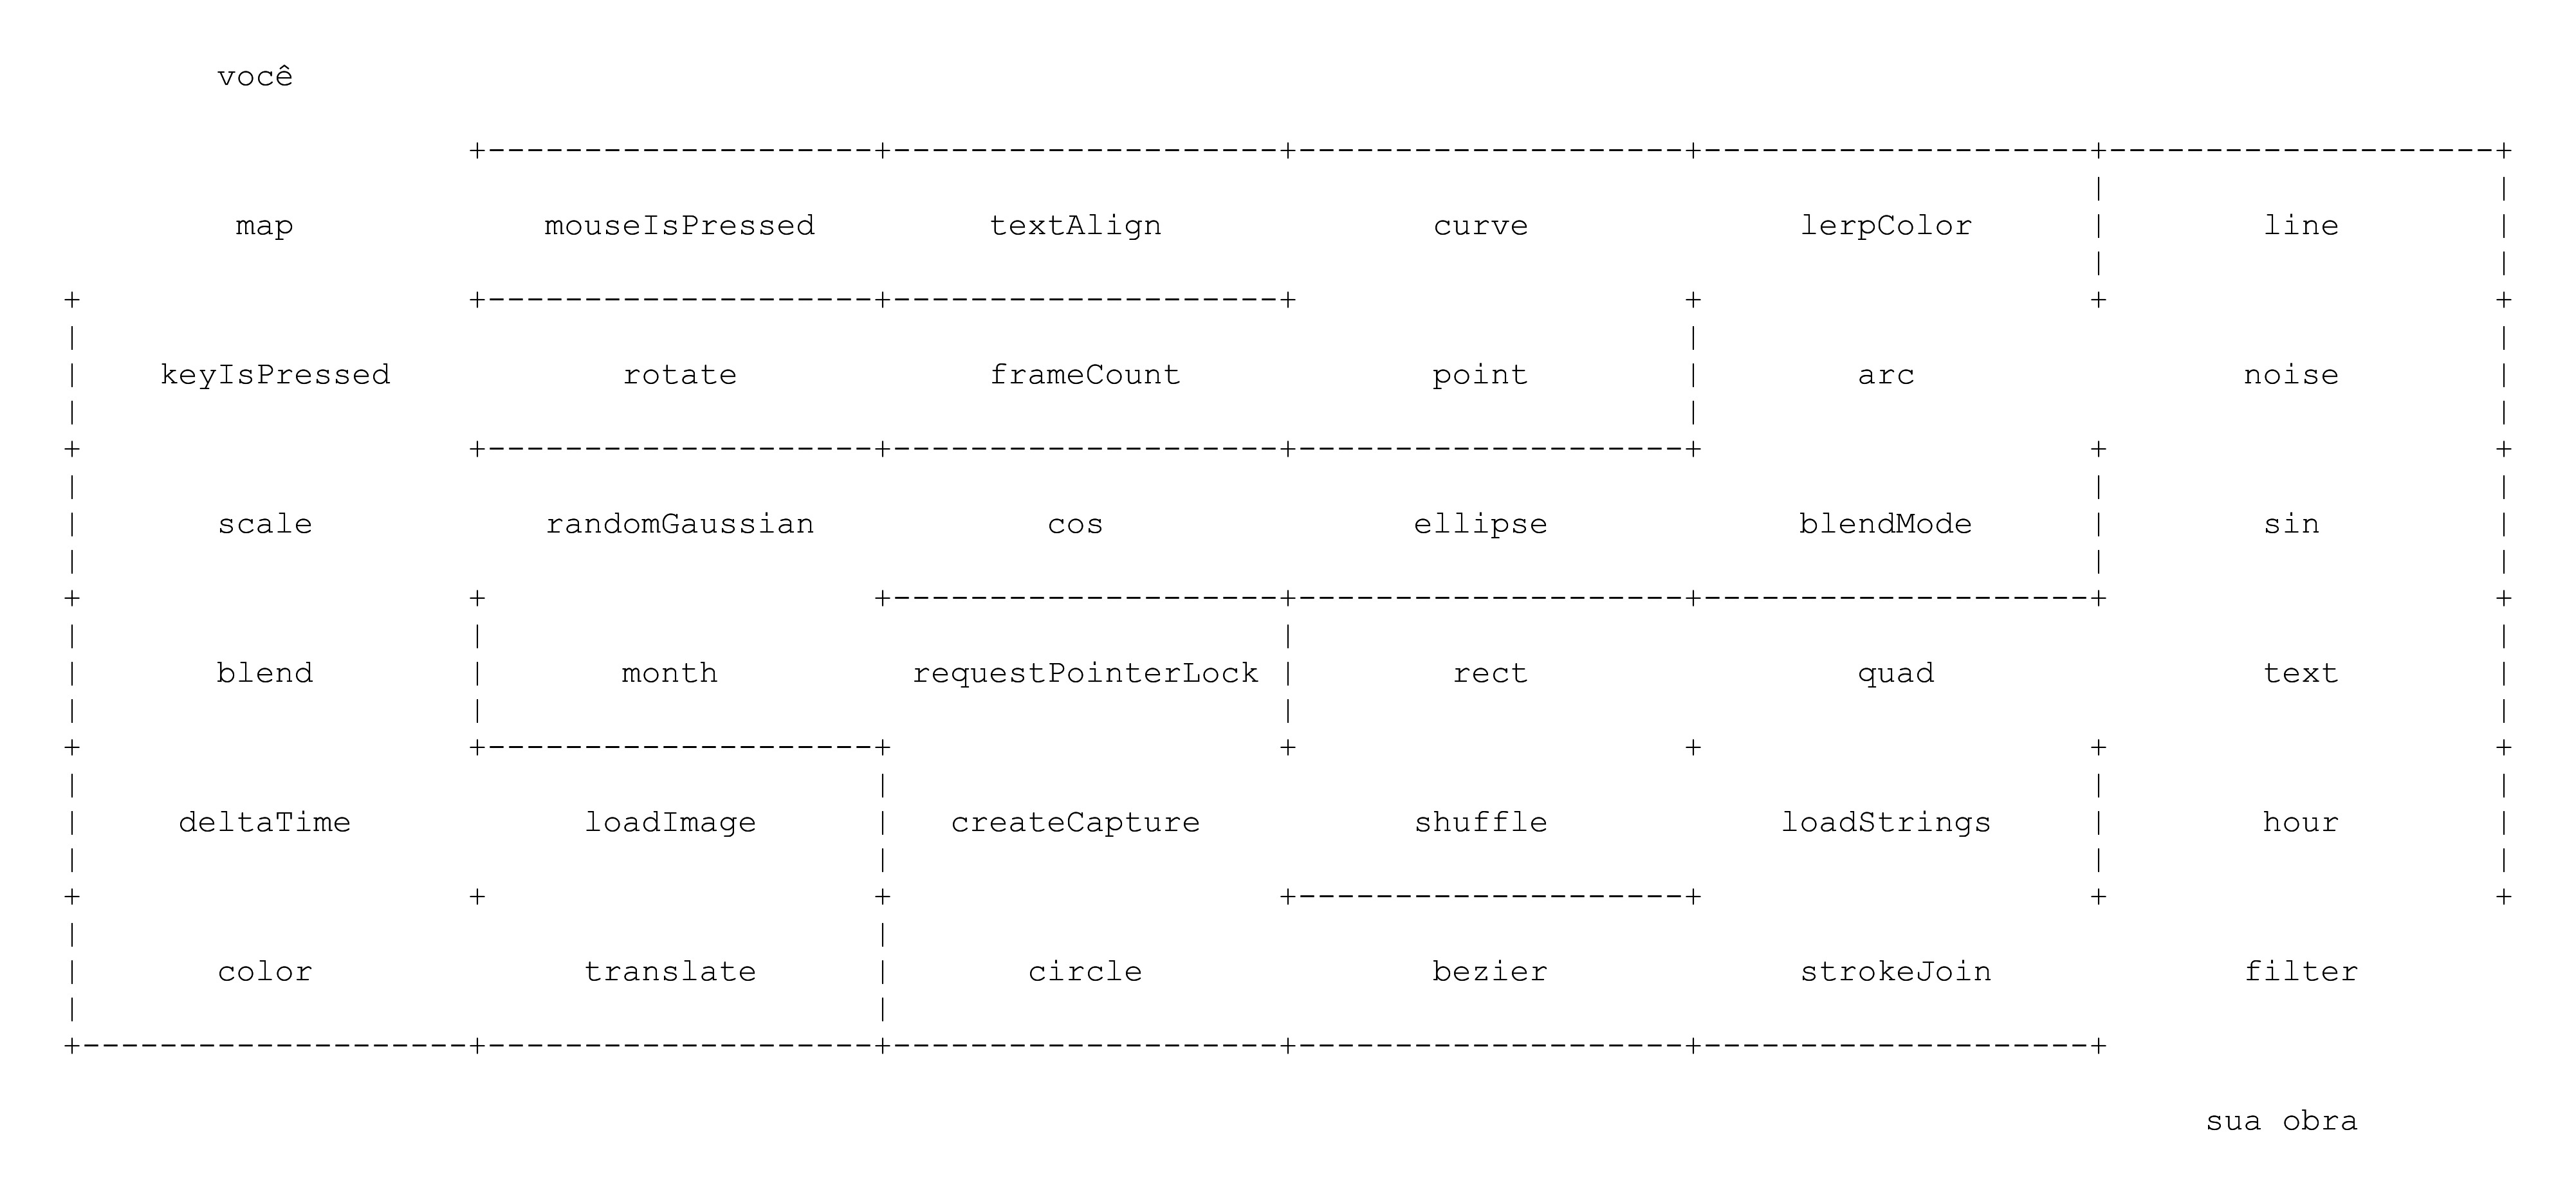 você
map mouseIsPressed textAlign curve lerpColor line
keyIsPressed rotate frameCount point arc noise
scale randomGaussian cos ellipse blendMode sin
blend month requestPointerLock rect quad text
deltaTime loadImage createCapture shuffle loadStrings hour
color translate circle bezier strokeJoin filter
sua obra